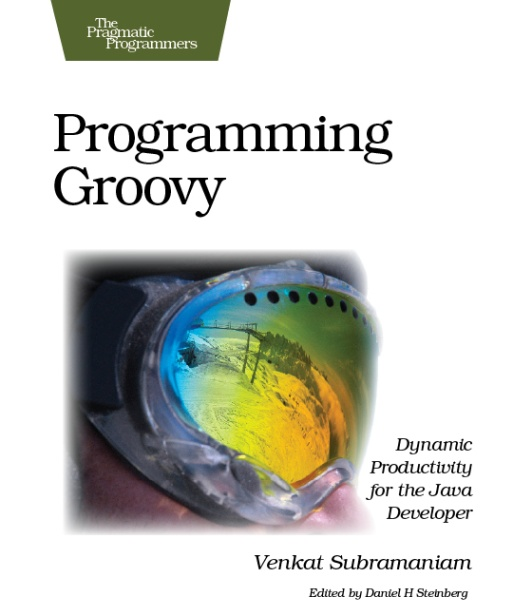 The
Pragmatic
Programmers
Programming
Groovy
Dynamic
Productivity
for the Java
Developer
Venkat Subramaniam
Edited by Daniel H Steinberg